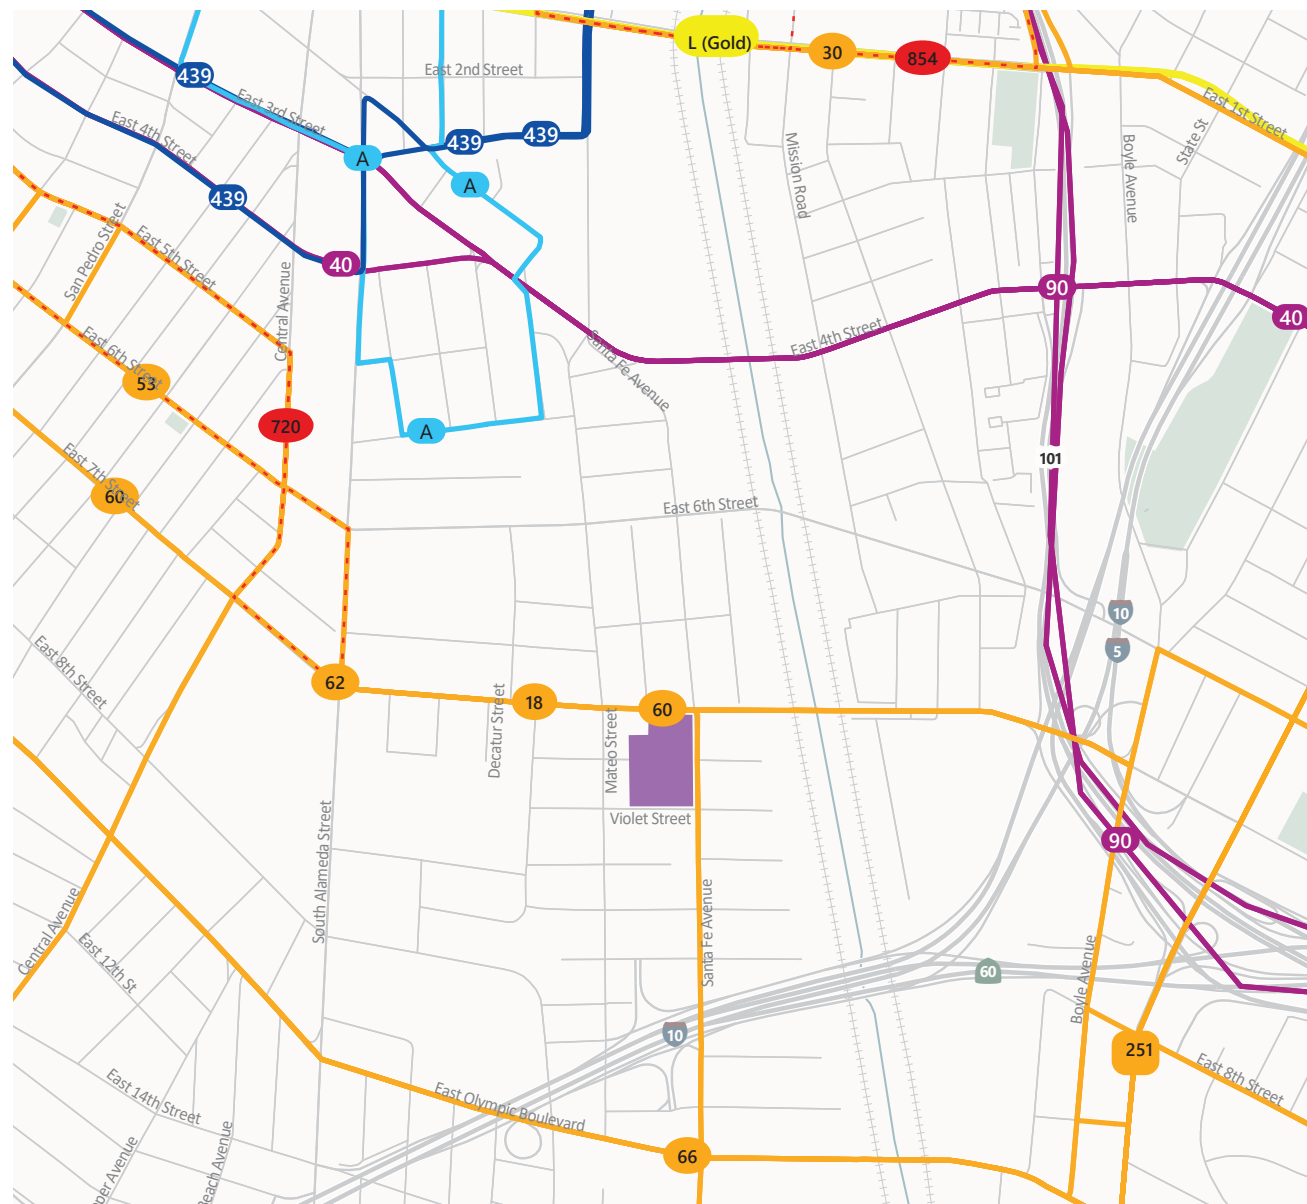 L (Gold)
30
854
East 2nd Street
439
East 3rd Street
439
439
East 1st Street
East 4th Street
A
A
439
Mission Road
Boyle Avenue
State St
San Pedro Street
East 5th Street
40
Central Avenue
90
40
East 6th Street
53
Santa Fe Avenue
East 4th Street
720
A
101
East 7th Street
60
East 6th Street
10
5
East 8th Street
62
18
60
Decatur Street
Mateo Street
Violet Street
South Alameda Street
90
Central Avenue
East 12th St
Santa Fe Avenue
60
Boyle Avenue
10
251
East 14th Street
East Olympic Boulevard
East 8th Street
66
per Avenue
Beach Avenue